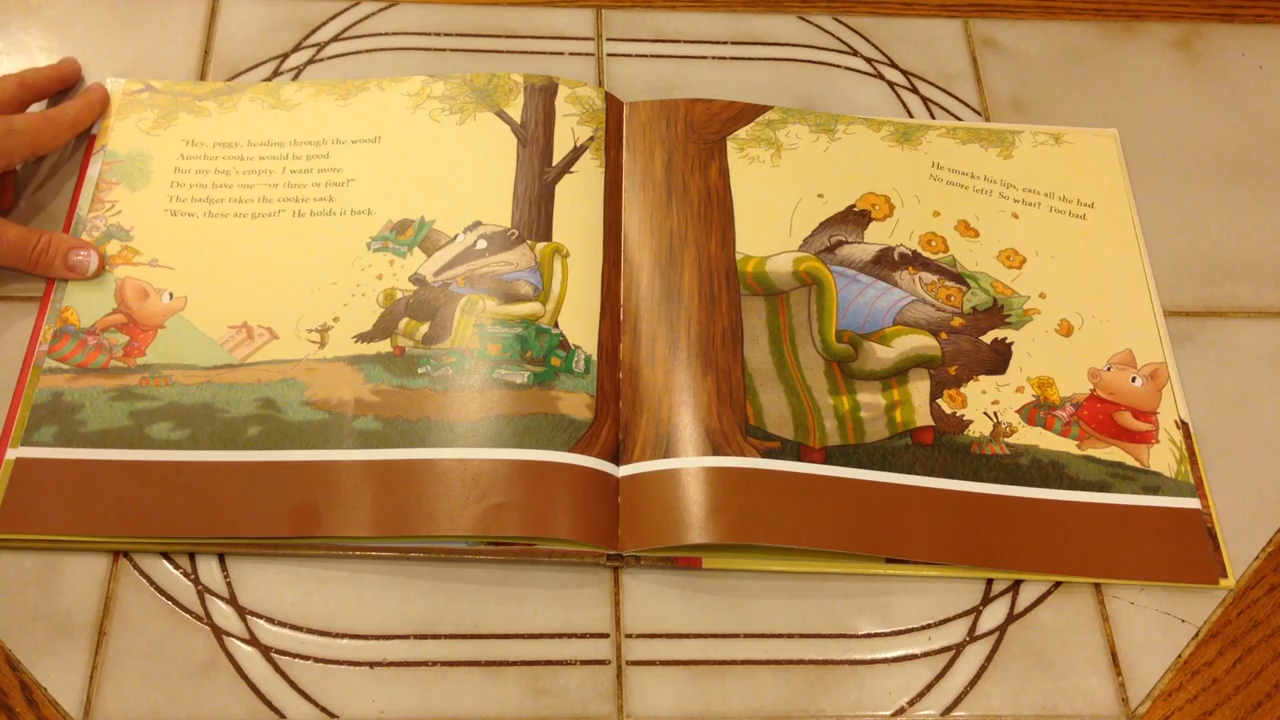 "Hey, piggy, heading through the wood?
Another cookie would be good.
But my bag's empty. I want more.
Do you have one—or three or four?"
The badger takes the cookie sack.
"Wow, these are great!" He holds it back.
He smacks his lips, eats all she had.
No more left? So what? Too bad.